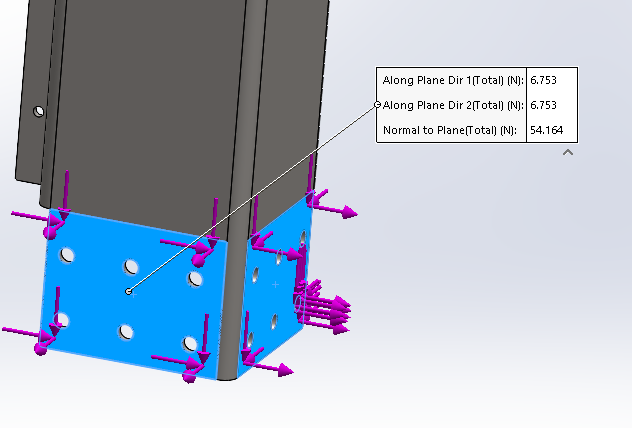 Along Plane Dir 1(Total) (N): 6.753
Along Plane Dir 2(Total) (N): 6.753
Normal to Plane(Total) (N): 54.164